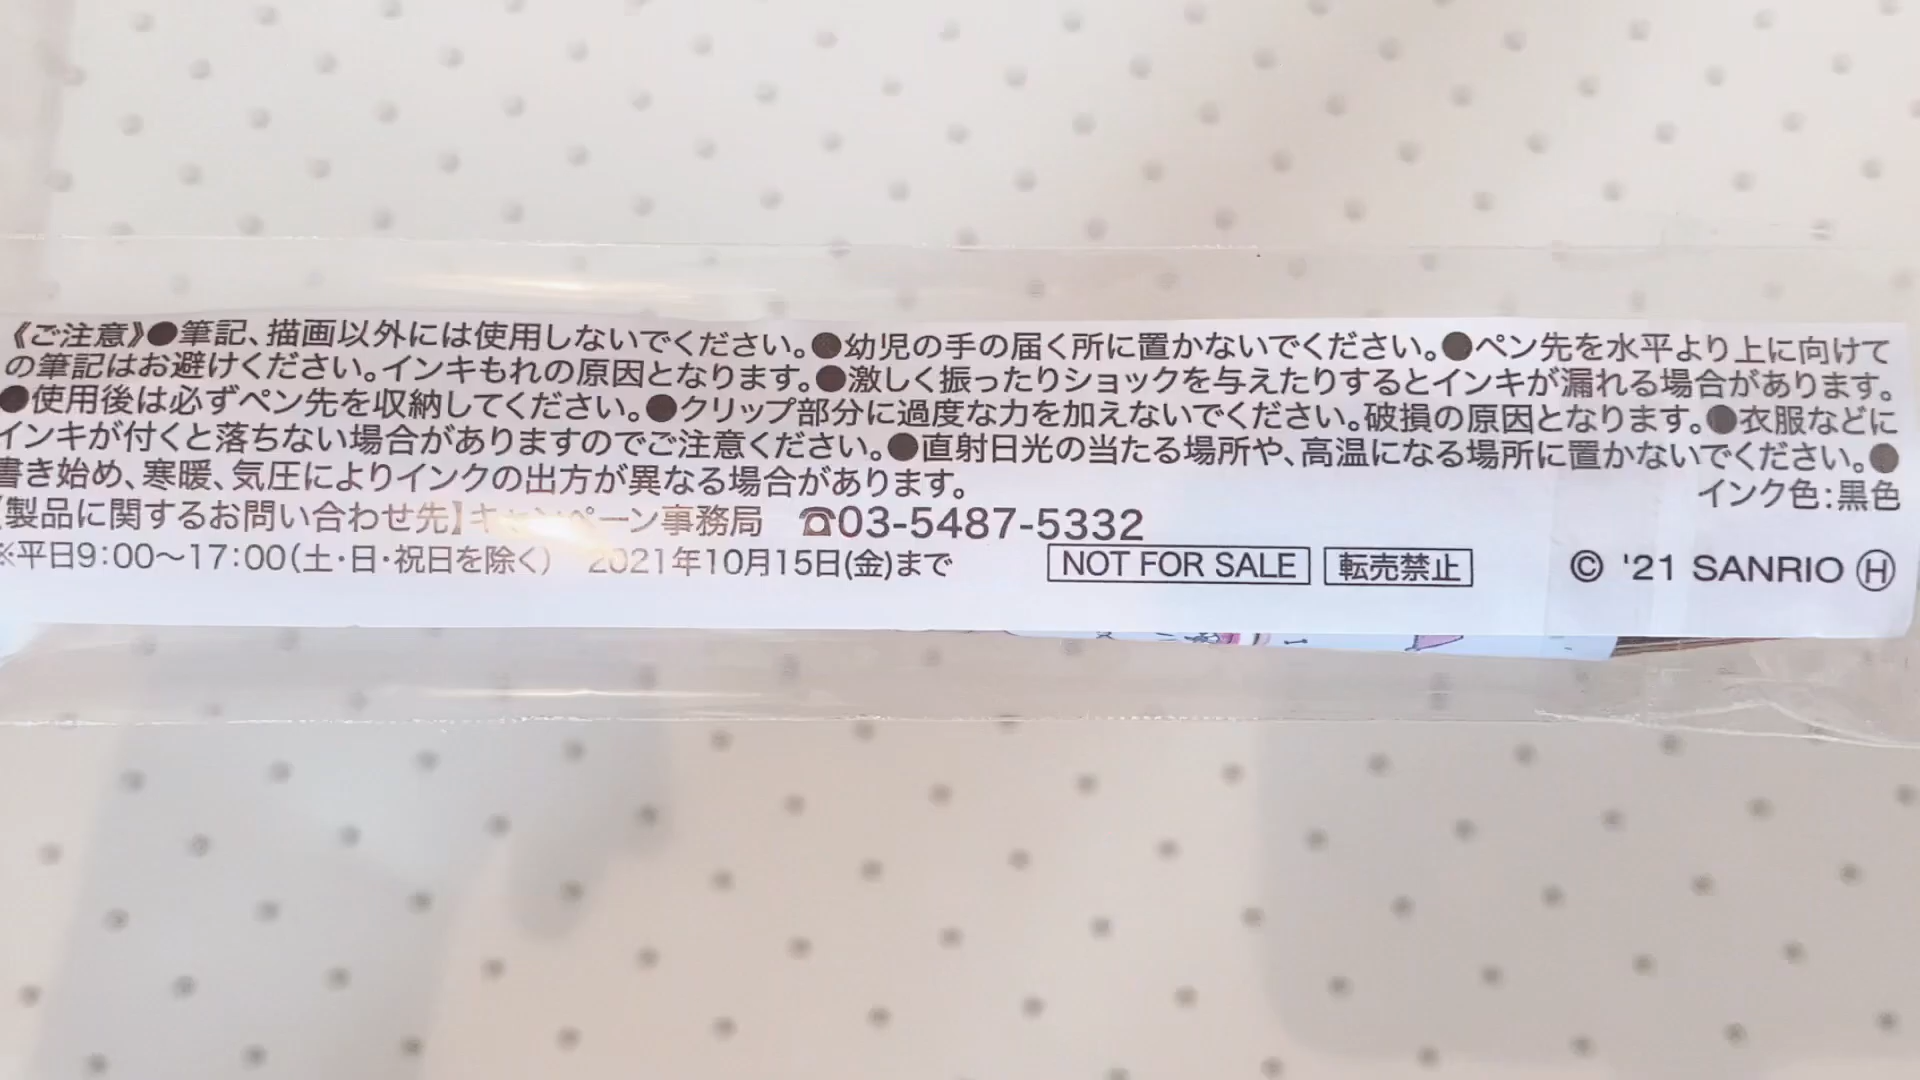 《ご注意》●筆記、描画以外には使用しないでください。●幼児の手の届く所に置かないでください。●ペン先を水平より上に向けて
の筆記はお避けください。インキもれの原因となります。●激しく振ったりショックを与えたりするとインキが漏れる場合があります。
●使用後は必ずペン先を収納してください。●クリップ部分に過度な力を加えないでください。破損の原因となります。●衣服などに
インキが付くと落ちない場合がありますのでご注意ください。●直射日光の当たる場所や、高温になる場所に置かないでください。●
書き始め、寒暖、気圧によりインクの出方が異なる場合があります。
インク色:黒色
【製品に関するお問い合わせ先】キャンペーン事務局 ☎03-5487-5332
※平日9:00〜17:00(土・日・祝日を除く) 2021年10月15日(金)まで
NOT FOR SALE 転売禁止 © '21 SANRIO Ⓗ